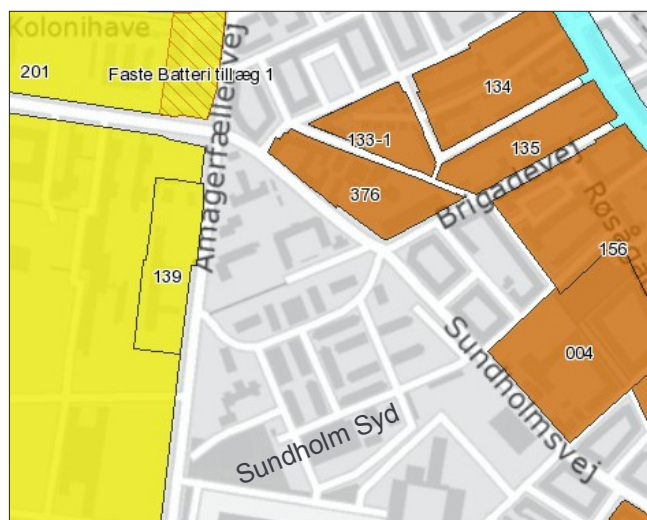 Kolonihave
201
Faste Batteri tillæg 1
Amagerfælledvej
134
133-1
135
376
Brigadevej
156
139
004
Sundholmsvej
Sundholm Syd